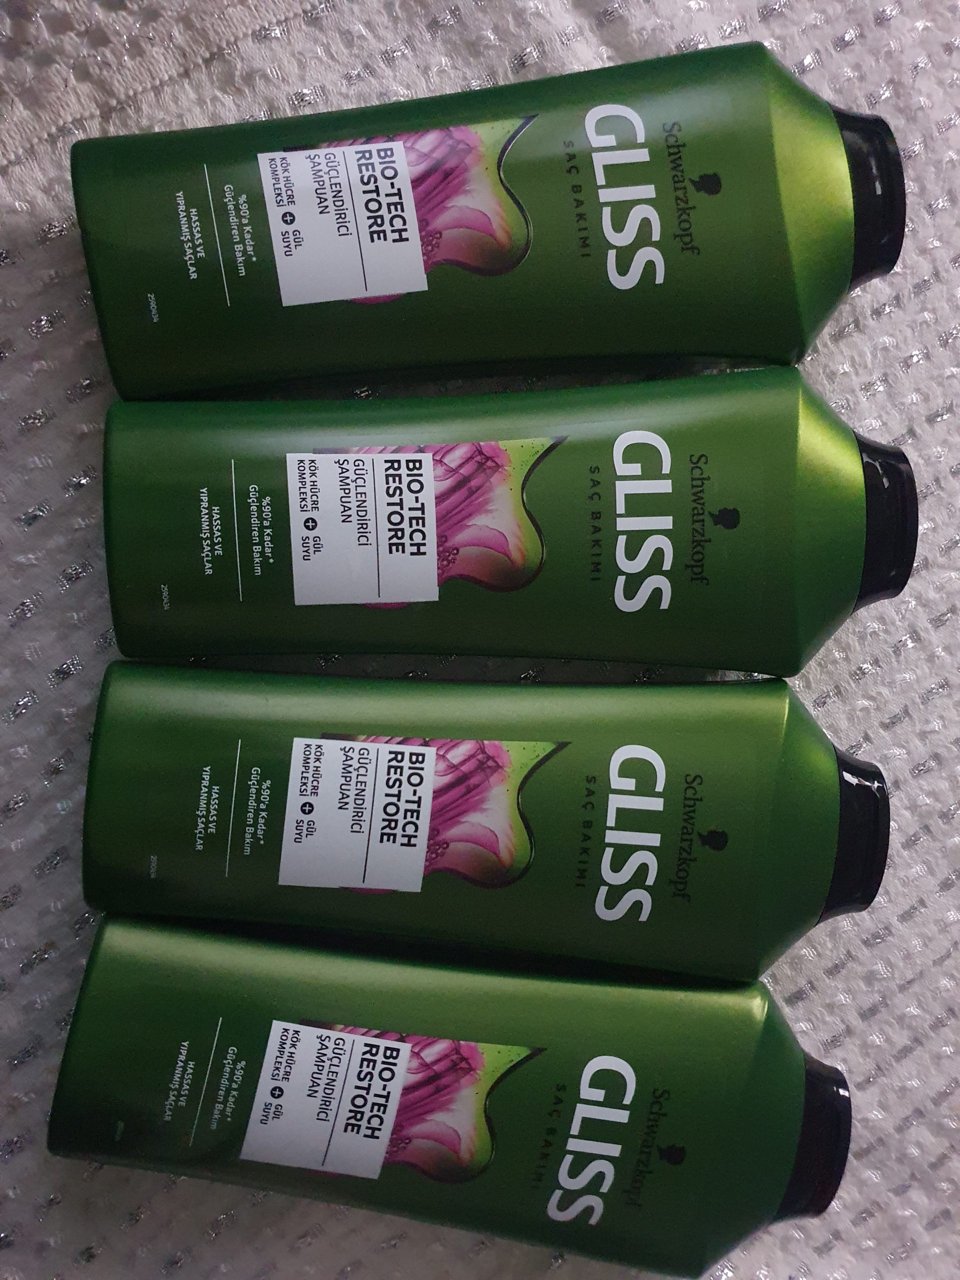 Schwarzkopf
GLISS
SAÇ BAKIMI
BIO-TECH
RESTORE
GÜÇLENDİRİCİ
ŞAMPUAN
KÖK HÜCRE + GÜL
KOMPLEKSİ SUYU
%90'a Kadar*
Güçlendiren Bakım
HASSAS VE
YIPRANMIŞ SAÇLAR
Schwarzkopf
GLISS
SAÇ BAKIMI
BIO-TECH
RESTORE
GÜÇLENDİRİCİ
ŞAMPUAN
KÖK HÜCRE + GÜL
KOMPLEKSİ SUYU
%90'a Kadar*
Güçlendiren Bakım
HASSAS VE
YIPRANMIŞ SAÇLAR
Schwarzkopf
GLISS
SAÇ BAKIMI
BIO-TECH
RESTORE
GÜÇLENDİRİCİ
ŞAMPUAN
KÖK HÜCRE + GÜL
KOMPLEKSİ SUYU
%90'a Kadar*
Güçlendiren Bakım
HASSAS VE
YIPRANMIŞ SAÇLAR
Schwarzkopf
GLISS
SAÇ BAKIMI
BIO-TECH
RESTORE
GÜÇLENDİRİCİ
ŞAMPUAN
KÖK HÜCRE + GÜL
KOMPLEKSİ SUYU
%90'a Kadar*
Güçlendiren Bakım
HASSAS VE
YIPRANMIŞ SAÇLAR